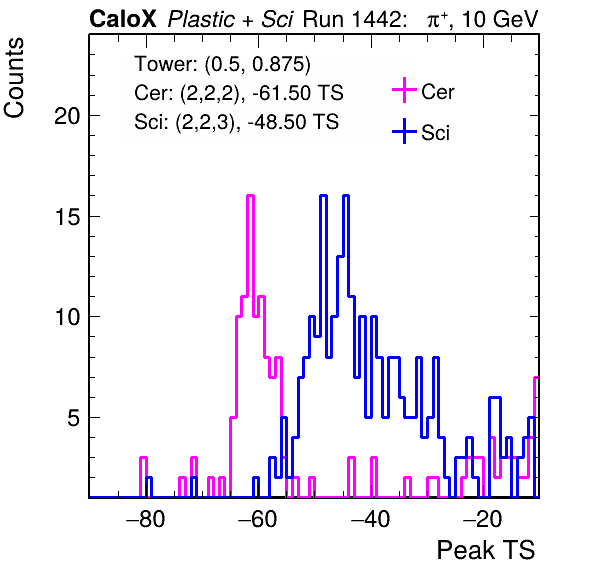 CaloX Plastic + Sci Run 1442: π⁺, 10 GeV
Counts
Tower: (0.5, 0.875)
Cer: (2,2,2), -61.50 TS
Sci: (2,2,3), -48.50 TS
Cer
Sci
20
15
10
5
−80 −60 −40 −20
Peak TS